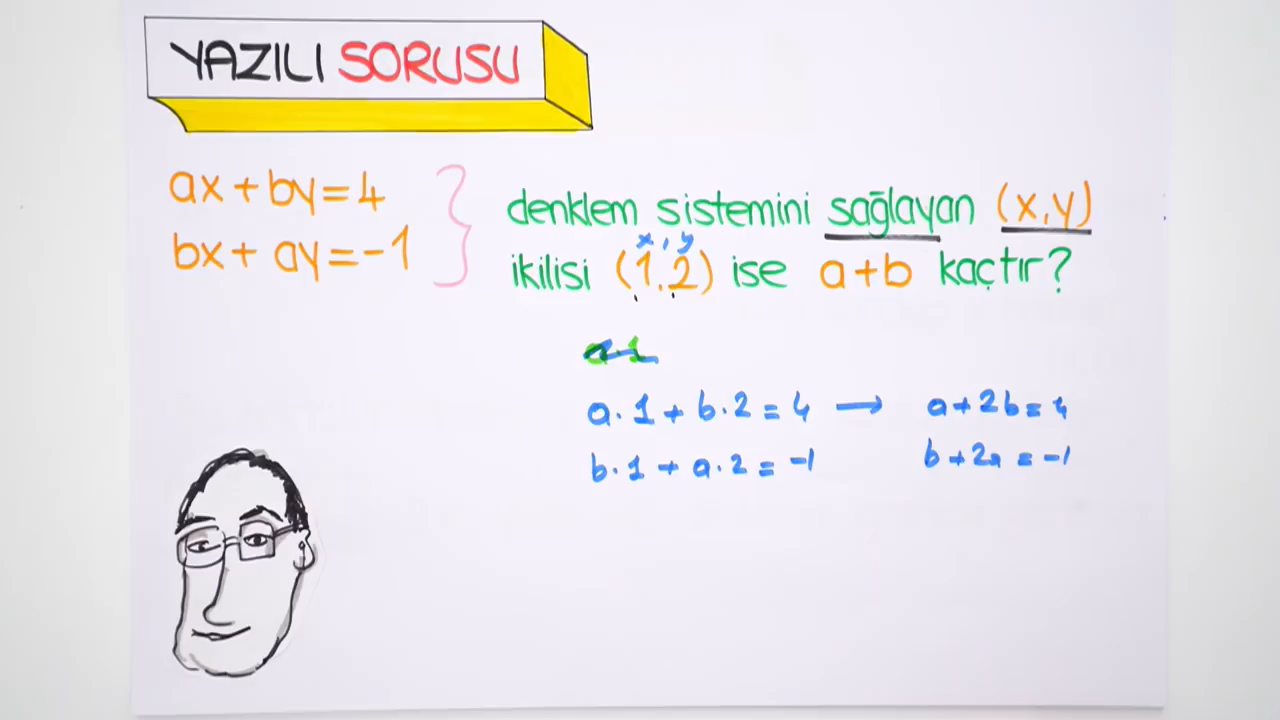 YAZILI SORUSU
ax + by = 4
bx + ay = -1
denklem sistemini sağlayan (x,y)
x, y
ikilisi (1,2) ise a+b kaçtır?
a.1
a.1 + b.2 = 4 → a+2b=4
b.1 + a.2 = -1 b+2a = -1